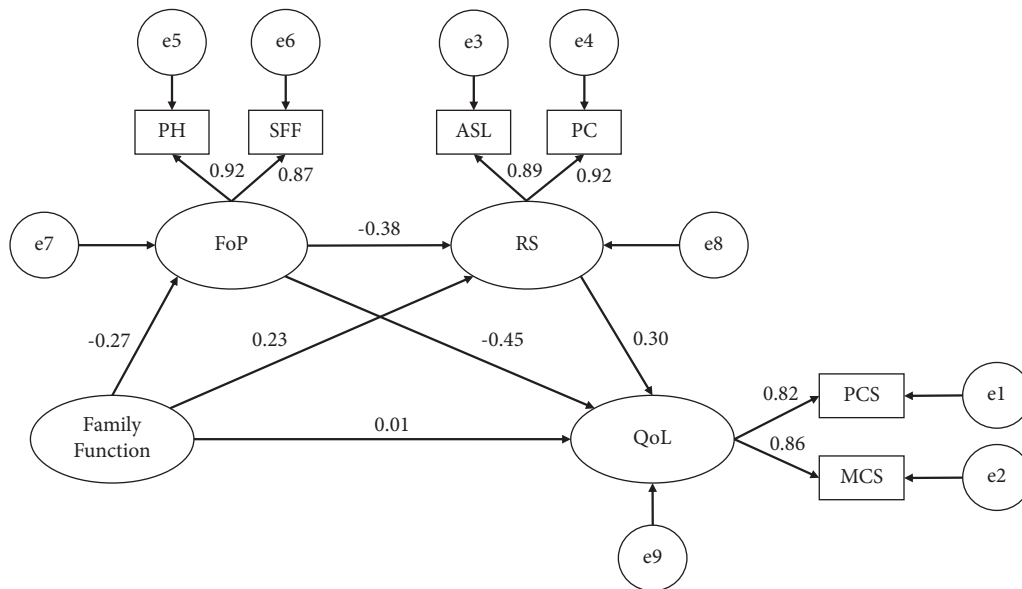 e5
e6
e3
e4
PH
SFF
ASL
PC
0.92
0.87
0.89
0.92
e7
FoP
-0.38
RS
e8
-0.27
0.23
-0.45
0.30
Family
Function
0.01
QoL
0.82
PCS
e1
0.86
MCS
e2
e9